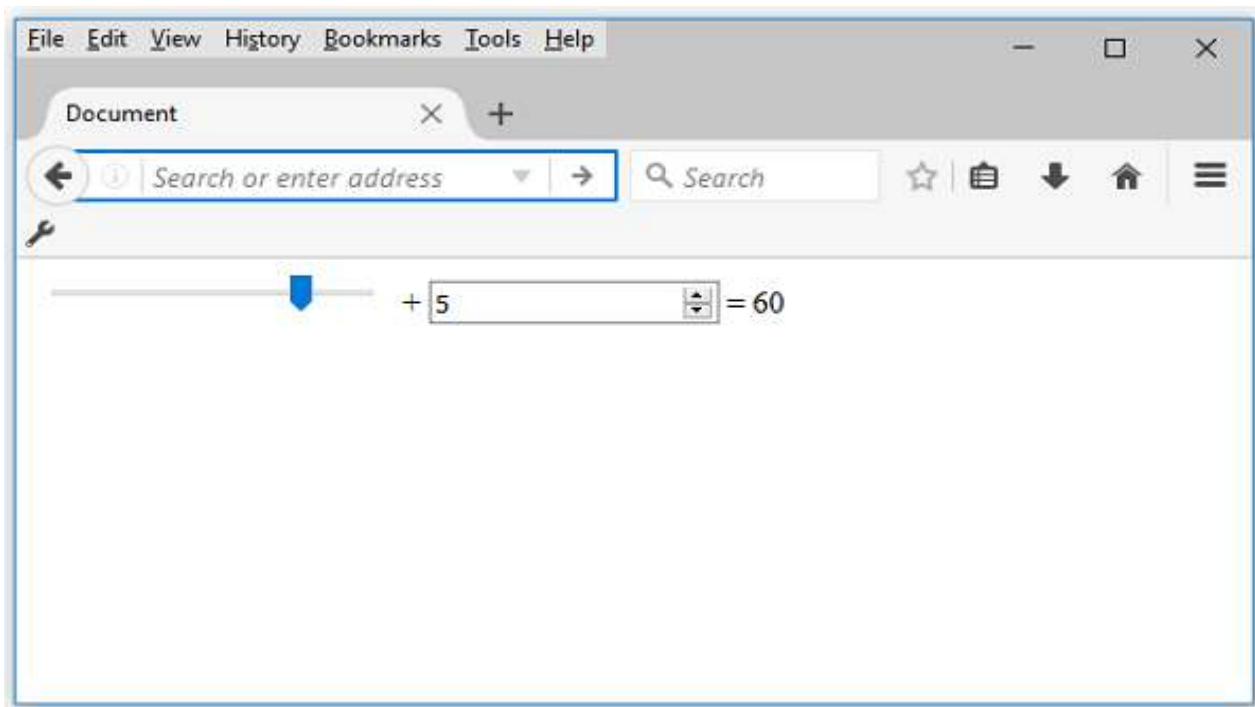 File Edit View History Bookmarks Tools Help
Document
Search or enter address Search
+ 5 = 60